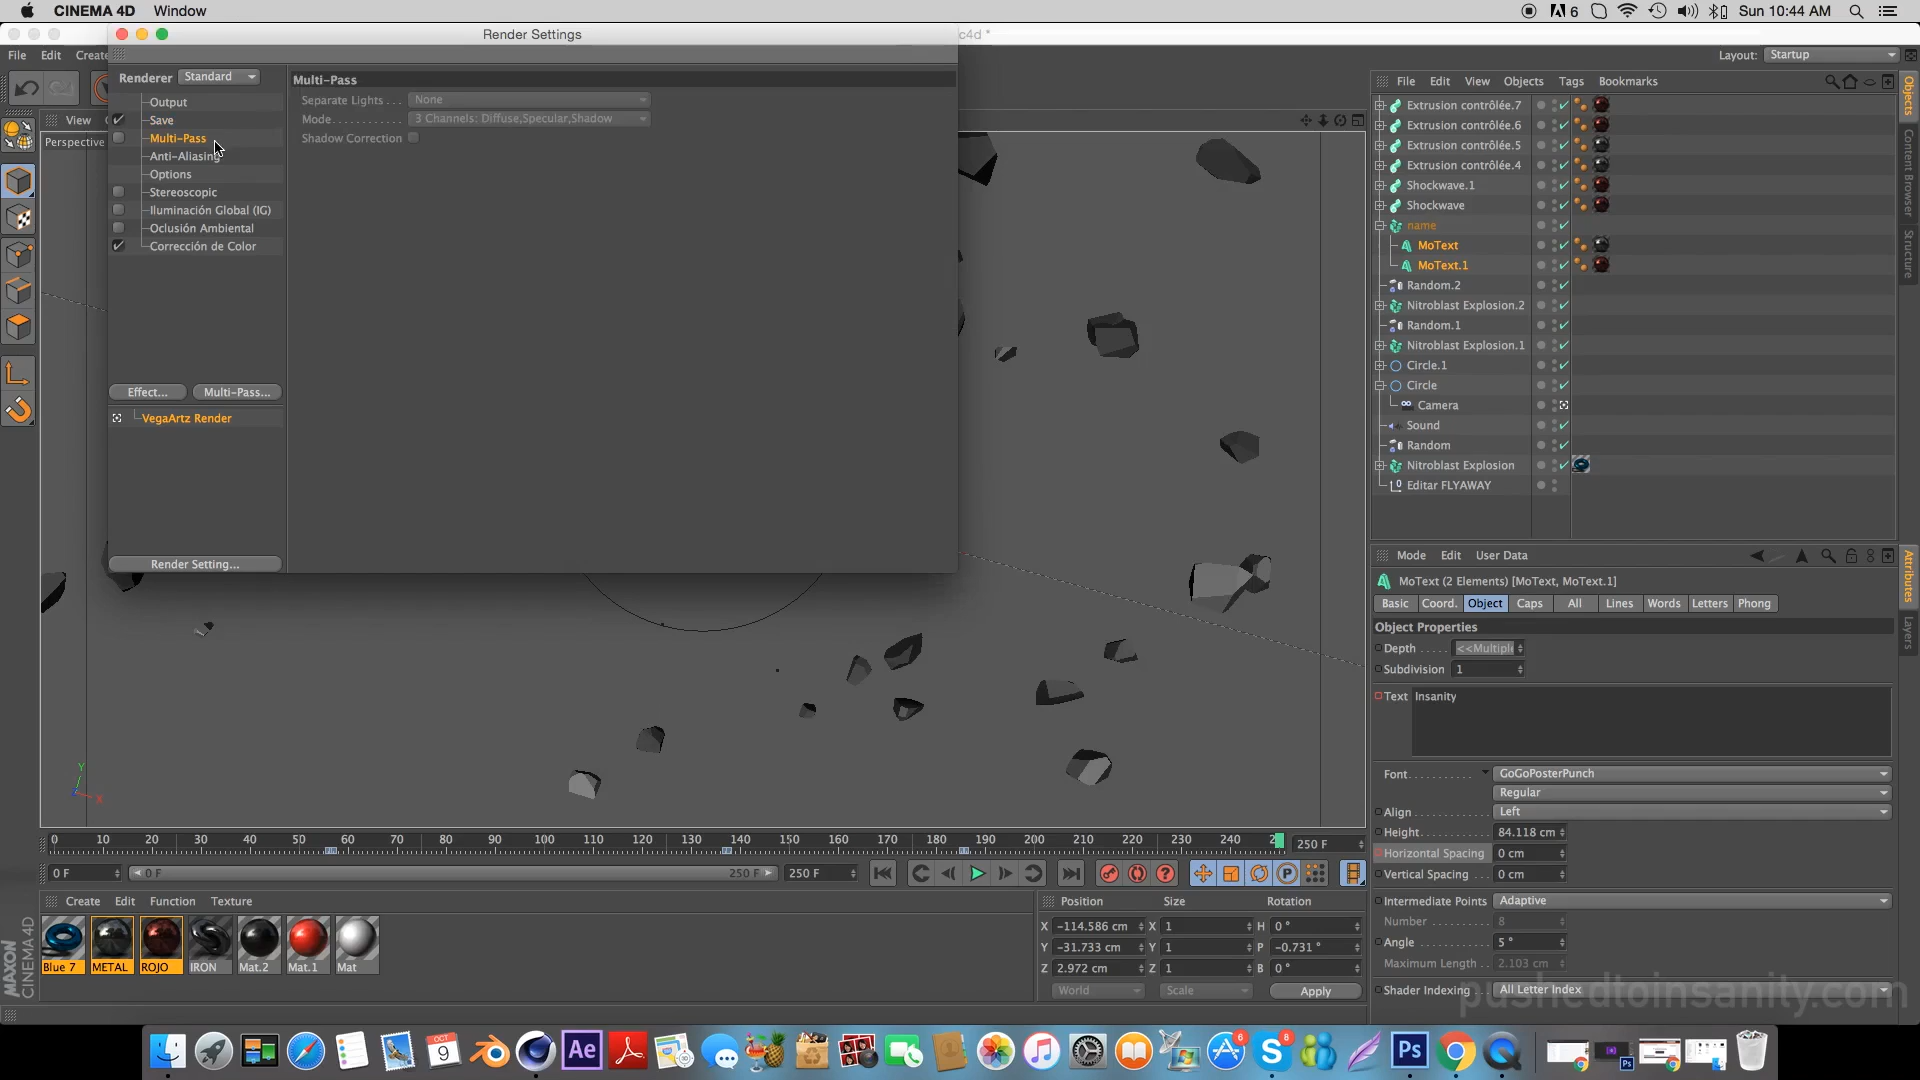 CINEMA 4D Window
6 Sun 10:44 AM
Render Settings
c4d *
File Edit Create
Layout: Startup
Renderer Standard
Output
Save
Multi-Pass
Anti-Aliasing
Options
Stereoscopic
Iluminación Global (IG)
Oclusión Ambiental
Corrección de Color
Effect... Multi-Pass...
VegaArtz Render
Render Setting...
Multi-Pass
Separate Lights . . . None
Mode 3 Channels: Diffuse,Specular,Shadow
Shadow Correction
View
Perspective
Y
X
File Edit View Objects Tags Bookmarks
Extrusion contrôlée.7
Extrusion contrôlée.6
Extrusion contrôlée.5
Extrusion contrôlée.4
Shockwave.1
Shockwave
name
MoText
MoText.1
Random.2
Nitroblast Explosion.2
Random.1
Nitroblast Explosion.1
Circle.1
Circle
Camera
Sound
Random
Nitroblast Explosion
Editar FLYAWAY
Objects
Content Browser
Structure
Mode Edit User Data
MoText (2 Elements) [MoText, MoText.1]
Basic Coord. Object Caps All Lines Words Letters Phong
Object Properties
Depth <<Multipl
Subdivision 1
Text Insanity
Font GoGoPosterPunch
Regular
Align Left
Height 84.118 cm
Horizontal Spacing 0 cm
Vertical Spacing 0 cm
Intermediate Points Adaptive
Number 8
Angle 5 °
Maximum Length 2.103 cm
Shader Indexing All Letter Index
Attributes
Layers
0 10 20 30 40 50 60 70 80 90 100 110 120 130 140 150 160 170 180 190 200 210 220 230 240 250 F
0 F 0 F 250 F 250 F
Create Edit Function Texture
Blue 7 METAL ROJO IRON Mat.2 Mat.1 Mat
MAXON CINEMA 4D
Position Size Rotation
X -114.586 cm X 1 H 0 °
Y -31.733 cm Y 1 P -0.731 °
Z 2.972 cm Z 1 B 0 °
World Scale Apply
pushedtoinsanity.com
OCT 9
Ae
Ps
6
8